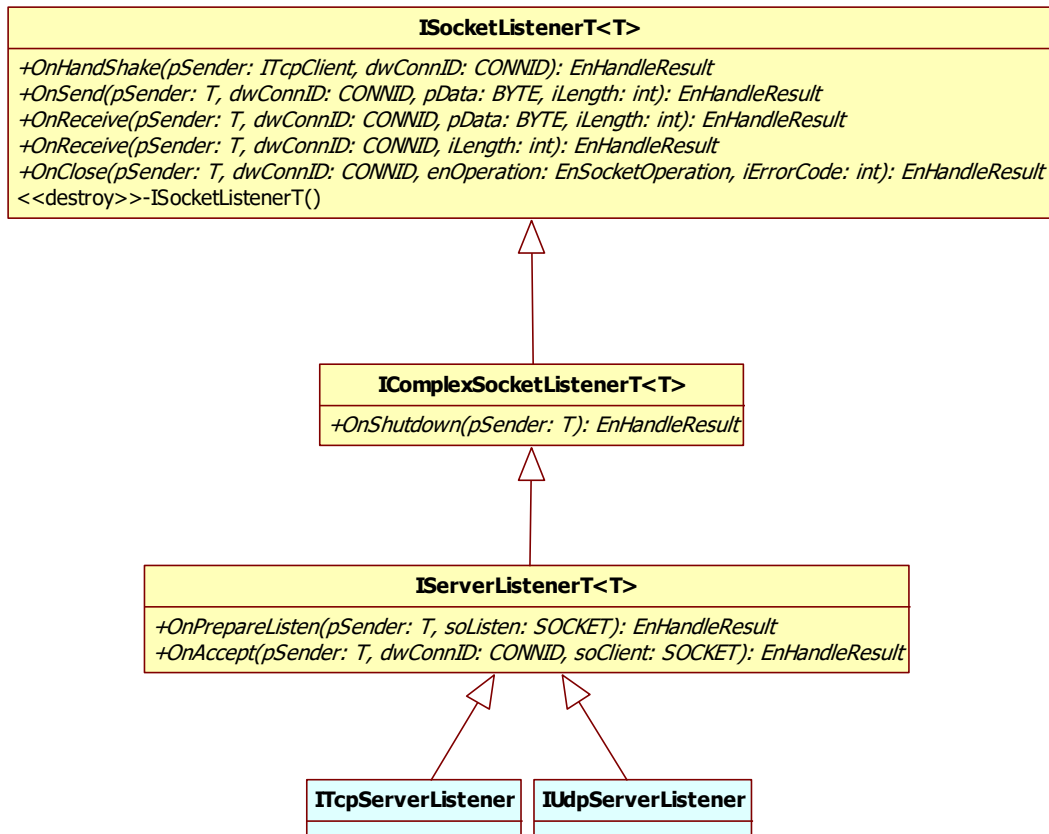 ISocketListenerT<T>
+OnHandShake(pSender: ITcpClient, dwConnID: CONNID): EnHandleResult
+OnSend(pSender: T, dwConnID: CONNID, pData: BYTE, iLength: int): EnHandleResult
+OnReceive(pSender: T, dwConnID: CONNID, pData: BYTE, iLength: int): EnHandleResult
+OnReceive(pSender: T, dwConnID: CONNID, iLength: int): EnHandleResult
+OnClose(pSender: T, dwConnID: CONNID, enOperation: EnSocketOperation, iErrorCode: int): EnHandleResult
<<destroy>>-ISocketListenerT()
IComplexSocketListenerT<T>
+OnShutdown(pSender: T): EnHandleResult
IServerListenerT<T>
+OnPrepareListen(pSender: T, soListen: SOCKET): EnHandleResult
+OnAccept(pSender: T, dwConnID: CONNID, soClient: SOCKET): EnHandleResult
ITcpServerListener
IUdpServerListener